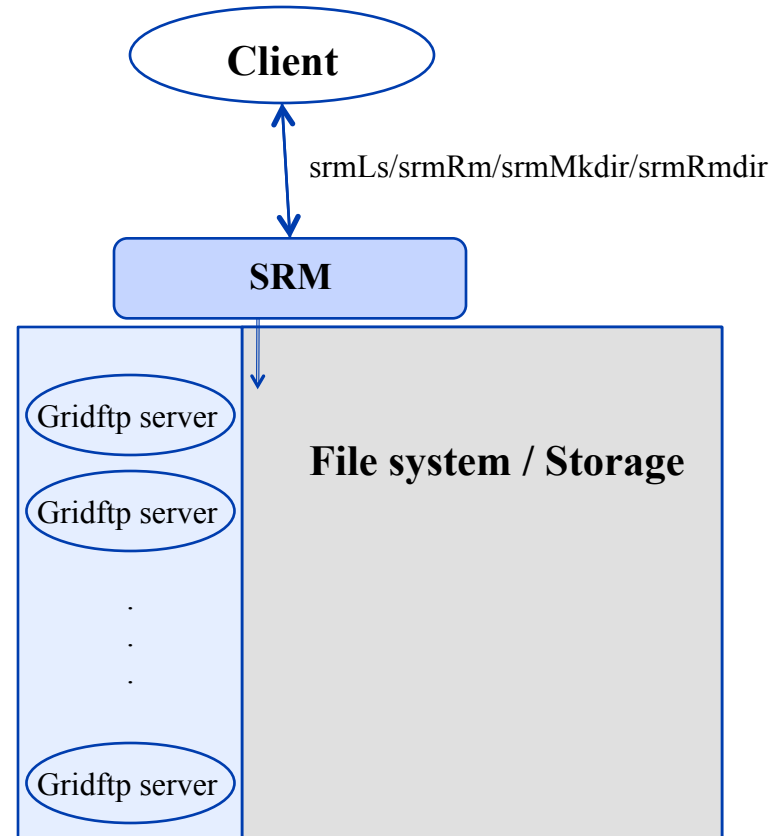 Client
srmLs/srmRm/srmMkdir/srmRmdir
SRM
Gridftp server
File system / Storage
Gridftp server
.
.
.
Gridftp server